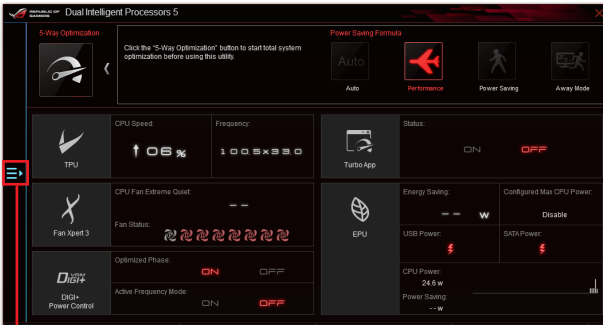 REPUBLIC OF GAMERS Dual Intelligent Processors 5
5-Way Optimization
Click the "5-Way Optimization" button to start total system
optimization before using this utility.
Power Saving Formula
Auto
Auto Performance Power Saving Away Mode
TPU
CPU Speed:
↑ 06 %
Frequency:
100.5x33.0
Turbo App
Status:
ON OFF
Fan Xpert 3
CPU Fan Extreme Quiet:
--
Fan Status:
EPU
Energy Saving:
-- w
Configured Max CPU Power:
Disable
USB Power:
SATA Power:
CPU Power:
24.6 w
Power Saving:
-- w
DIGI+ VRM
DIGI+
Power Control
Optimized Phase:
ON OFF
Active Frequency Mode:
ON OFF